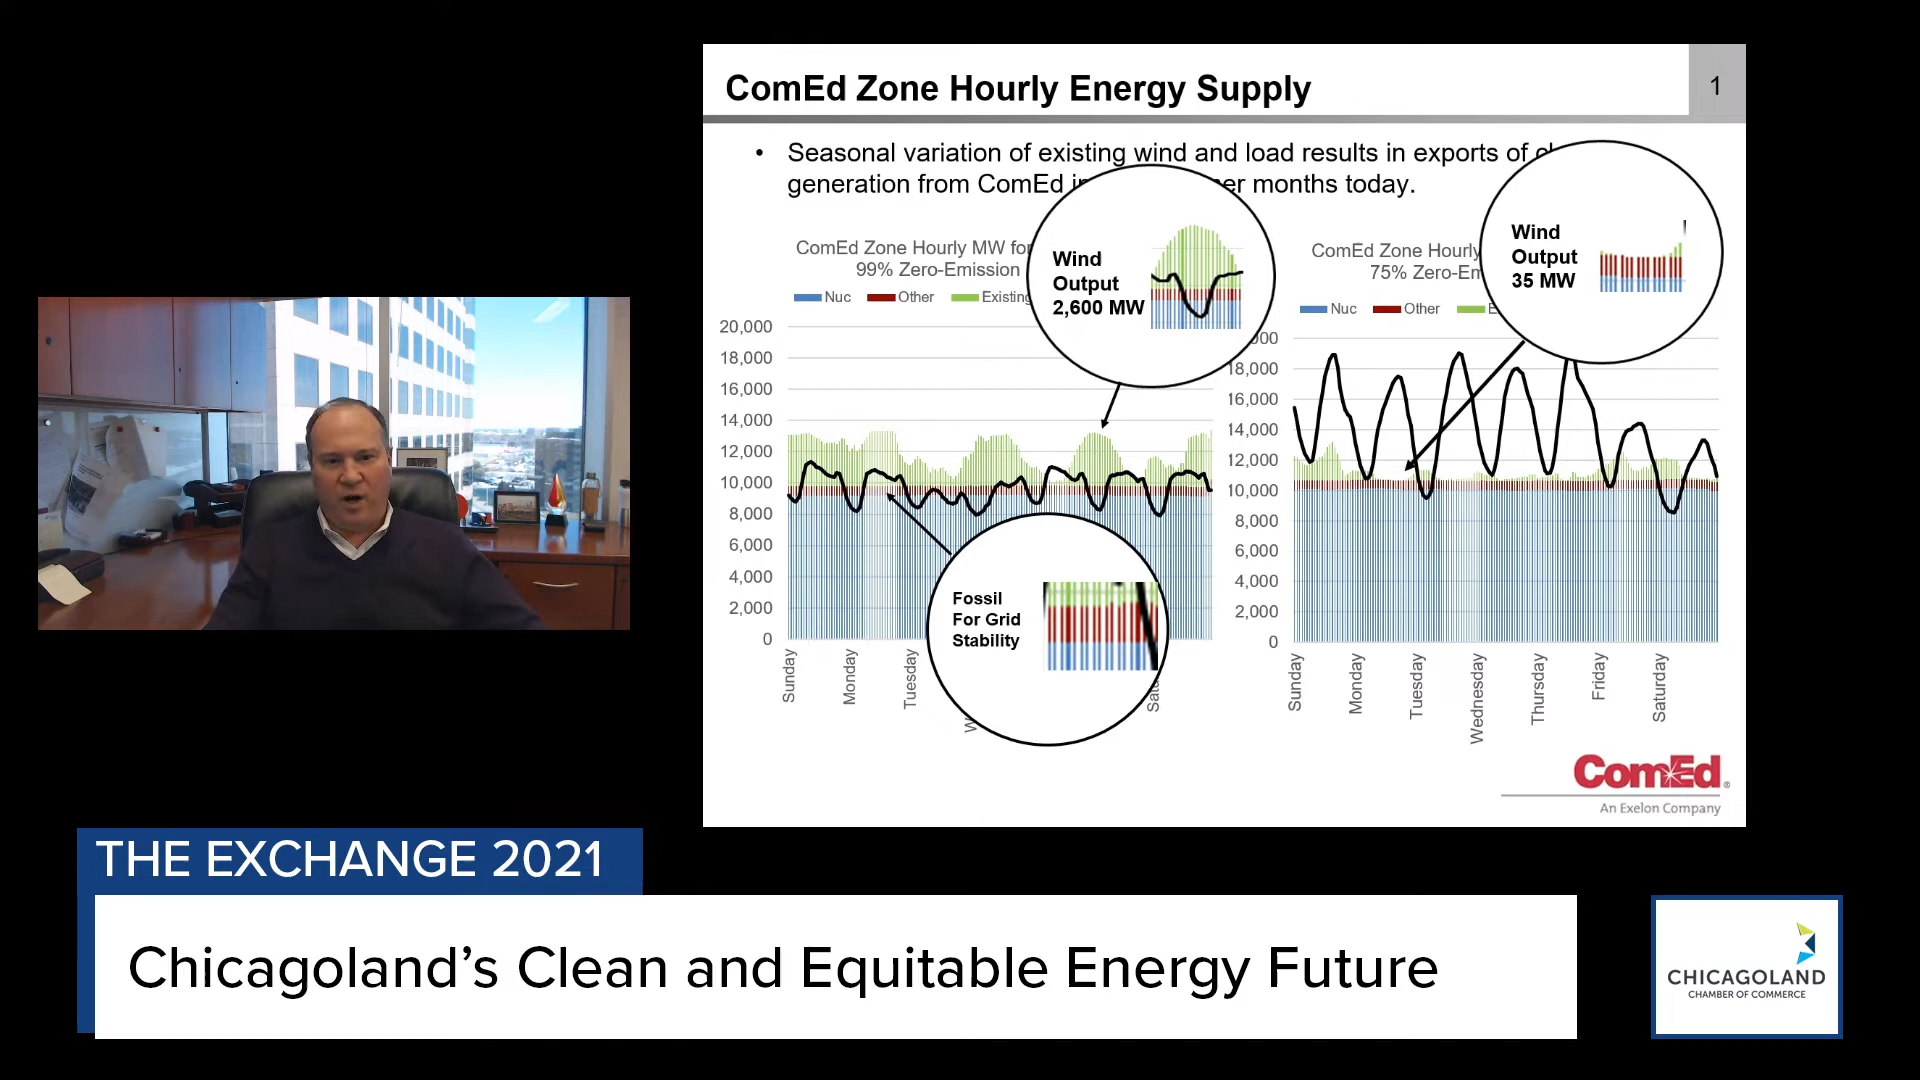 ComEd Zone Hourly Energy Supply
1
• Seasonal variation of existing wind and load results in exports of
generation from ComEd months today.
ComEd Zone Hourly MW for
99% Zero-Emission
Nuc Other Existing
Wind
Output
2,600 MW
20,000
18,000
16,000
14,000
12,000
10,000
8,000
6,000
4,000
2,000
0
Sunday
Monday
Tuesday
Fossil
For Grid
Stability
ComEd Zone Hourly
75% Zero-Em
Nuc Other E
Wind
Output
35 MW
18,000
16,000
14,000
12,000
10,000
8,000
6,000
4,000
2,000
0
Sunday
Monday
Tuesday
Wednesday
Thursday
Friday
Saturday
ComEd®
An Exelon Company
THE EXCHANGE 2021
Chicagoland’s Clean and Equitable Energy Future
CHICAGOLAND
CHAMBER OF COMMERCE